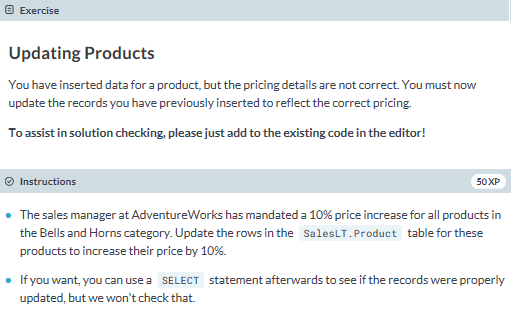 Exercise
Updating Products
You have inserted data for a product, but the pricing details are not correct. You must now
update the records you have previously inserted to reflect the correct pricing.
To assist in solution checking, please just add to the existing code in the editor!
Instructions 50 XP
The sales manager at AdventureWorks has mandated a 10% price increase for all products in
the Bells and Horns category. Update the rows in the SalesLT.Product table for these
products to increase their price by 10%.
If you want, you can use a SELECT statement afterwards to see if the records were properly
updated, but we won't check that.